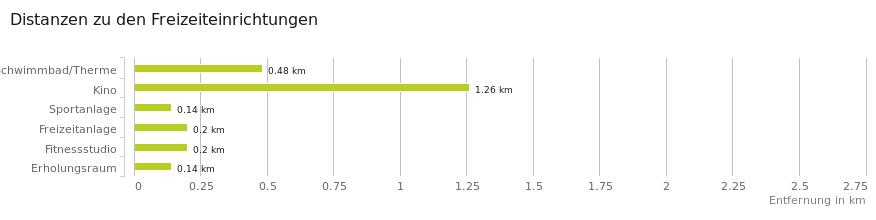 Distanzen zu den Freizeiteinrichtungen
chwimmbad/Therme 0.48 km
Kino 1.26 km
Sportanlage 0.14 km
Freizeitanlage 0.2 km
Fitnessstudio 0.2 km
Erholungsraum 0.14 km
0 0.25 0.5 0.75 1 1.25 1.5 1.75 2 2.25 2.5 2.75
Entfernung in km